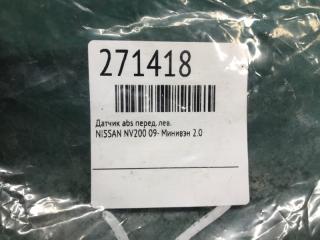 271418
Датчик abs перед. лев.
NISSAN NV200 09- Минивэн 2.0